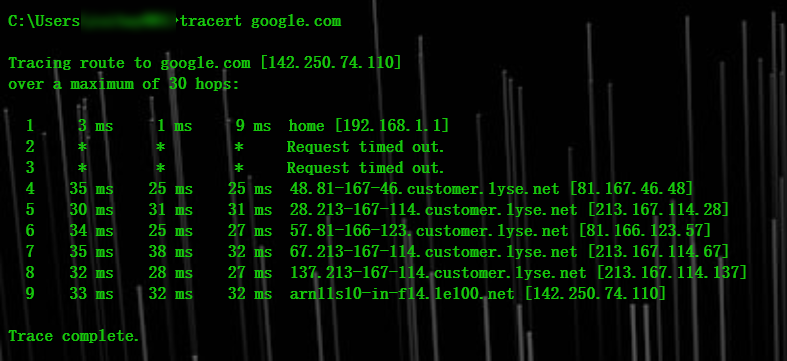 C:\Users >tracert google.com
Tracing route to google.com [142.250.74.110]
over a maximum of 30 hops:
1 3 ms 1 ms 9 ms home [192.168.1.1]
2 * * * Request timed out.
3 * * * Request timed out.
4 35 ms 25 ms 25 ms 48.81-167-46.customer.lyse.net [81.167.46.48]
5 30 ms 31 ms 31 ms 28.213-167-114.customer.lyse.net [213.167.114.28]
6 34 ms 25 ms 27 ms 57.81-166-123.customer.lyse.net [81.166.123.57]
7 35 ms 38 ms 32 ms 67.213-167-114.customer.lyse.net [213.167.114.67]
8 32 ms 28 ms 27 ms 137.213-167-114.customer.lyse.net [213.167.114.137]
9 33 ms 32 ms 32 ms arn11s10-in-f14.1e100.net [142.250.74.110]
Trace complete.